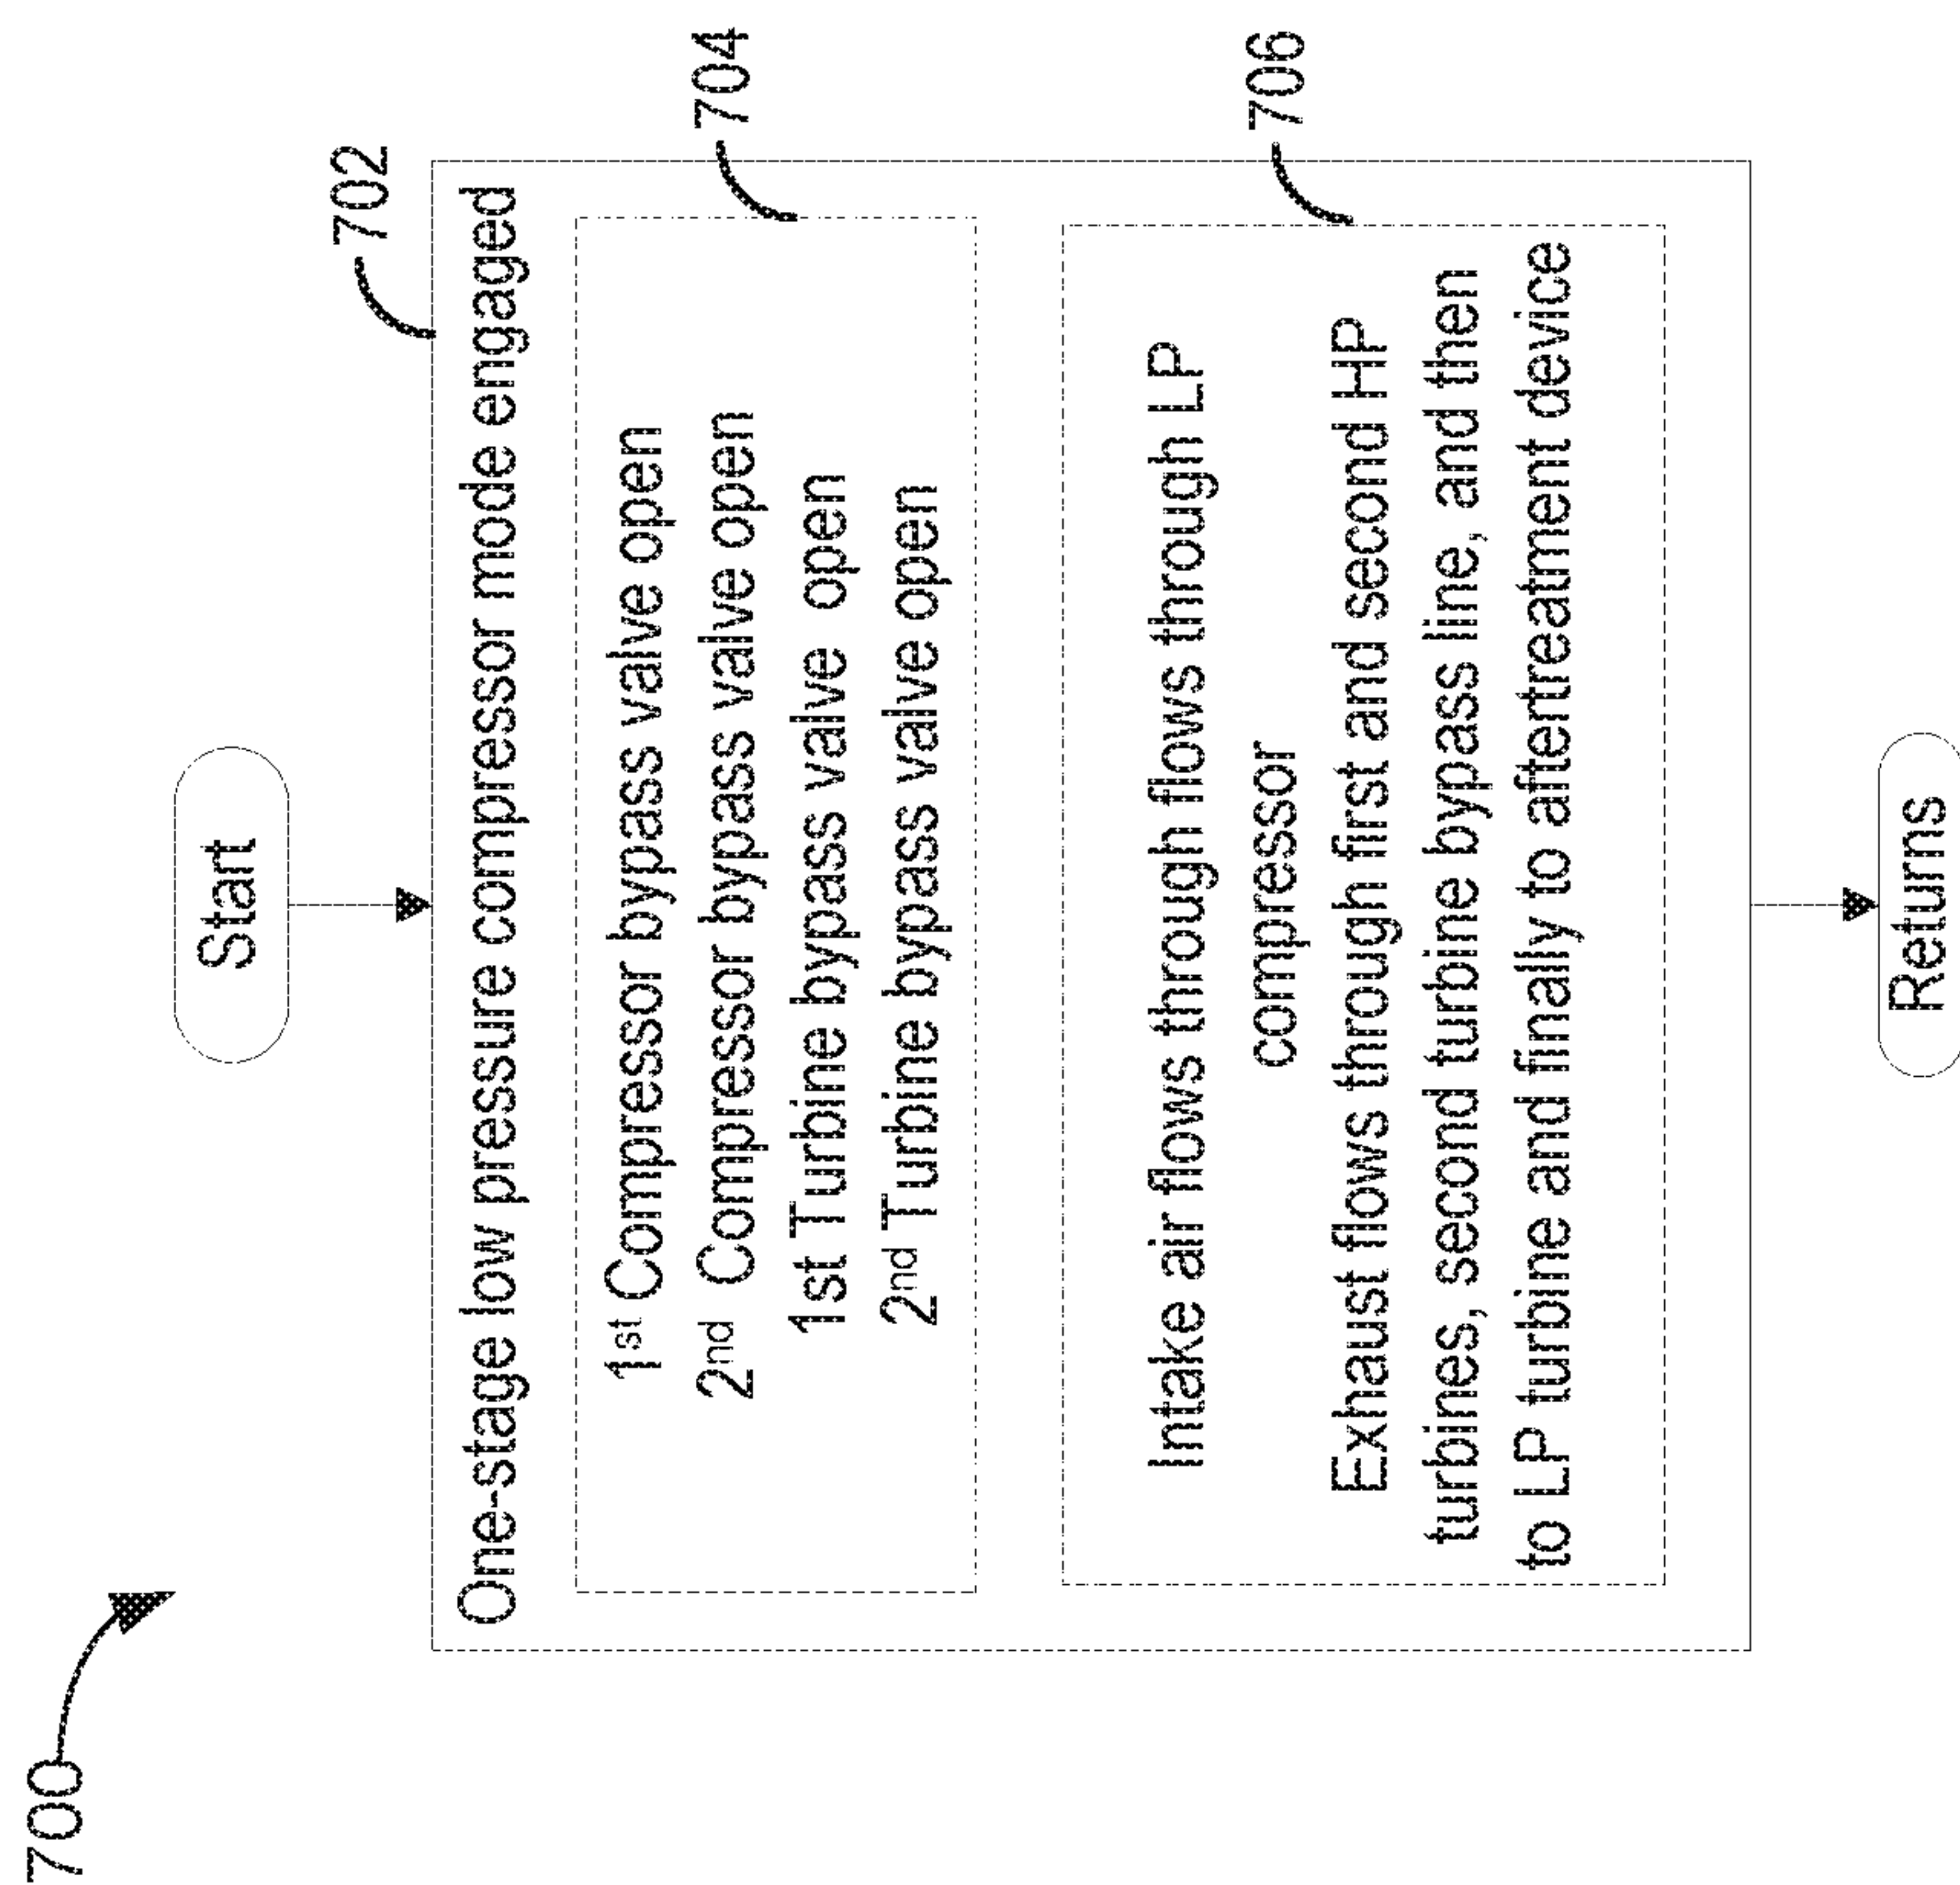 700
Start
702
One-stage low pressure compressor mode engaged
704
1st Compressor bypass valve open
2nd Compressor bypass valve open
1st Turbine bypass valve open
2nd Turbine bypass valve open
706
Intake air flows through flows through LP
compressor
Exhaust flows through first and second HP
turbines, second turbine bypass line, and then
to LP turbine and finally to aftertreatment device
Returns